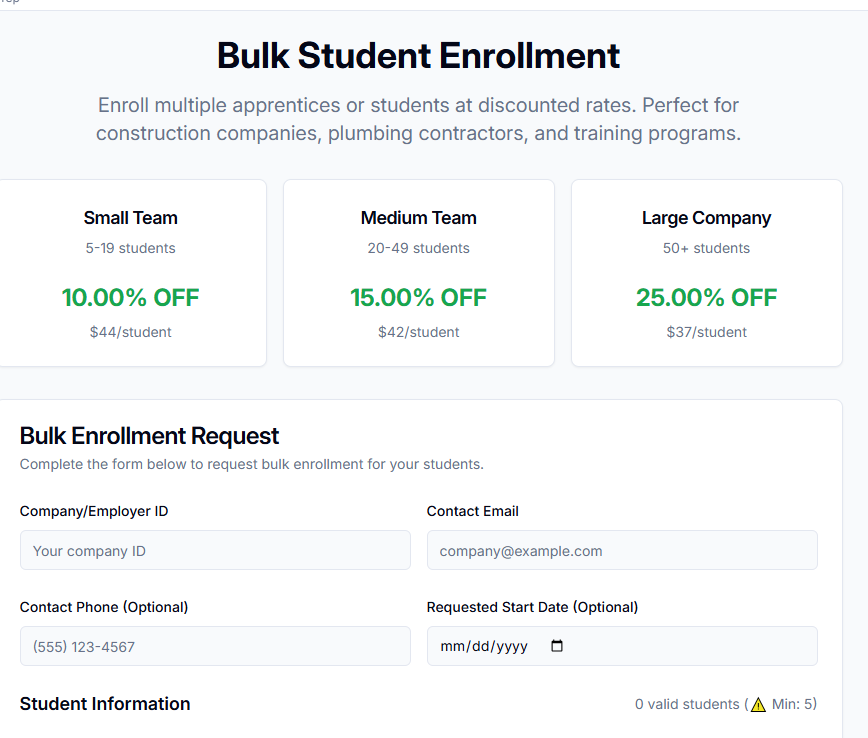 Bulk Student Enrollment
Enroll multiple apprentices or students at discounted rates. Perfect for
construction companies, plumbing contractors, and training programs.
Small Team
5-19 students
10.00% OFF
$44/student
Medium Team
20-49 students
15.00% OFF
$42/student
Large Company
50+ students
25.00% OFF
$37/student
Bulk Enrollment Request
Complete the form below to request bulk enrollment for your students.
Company/Employer ID
Your company ID
Contact Email
company@example.com
Contact Phone (Optional)
(555) 123-4567
Requested Start Date (Optional)
mm/dd/yyyy
Student Information
0 valid students (⚠ Min: 5)